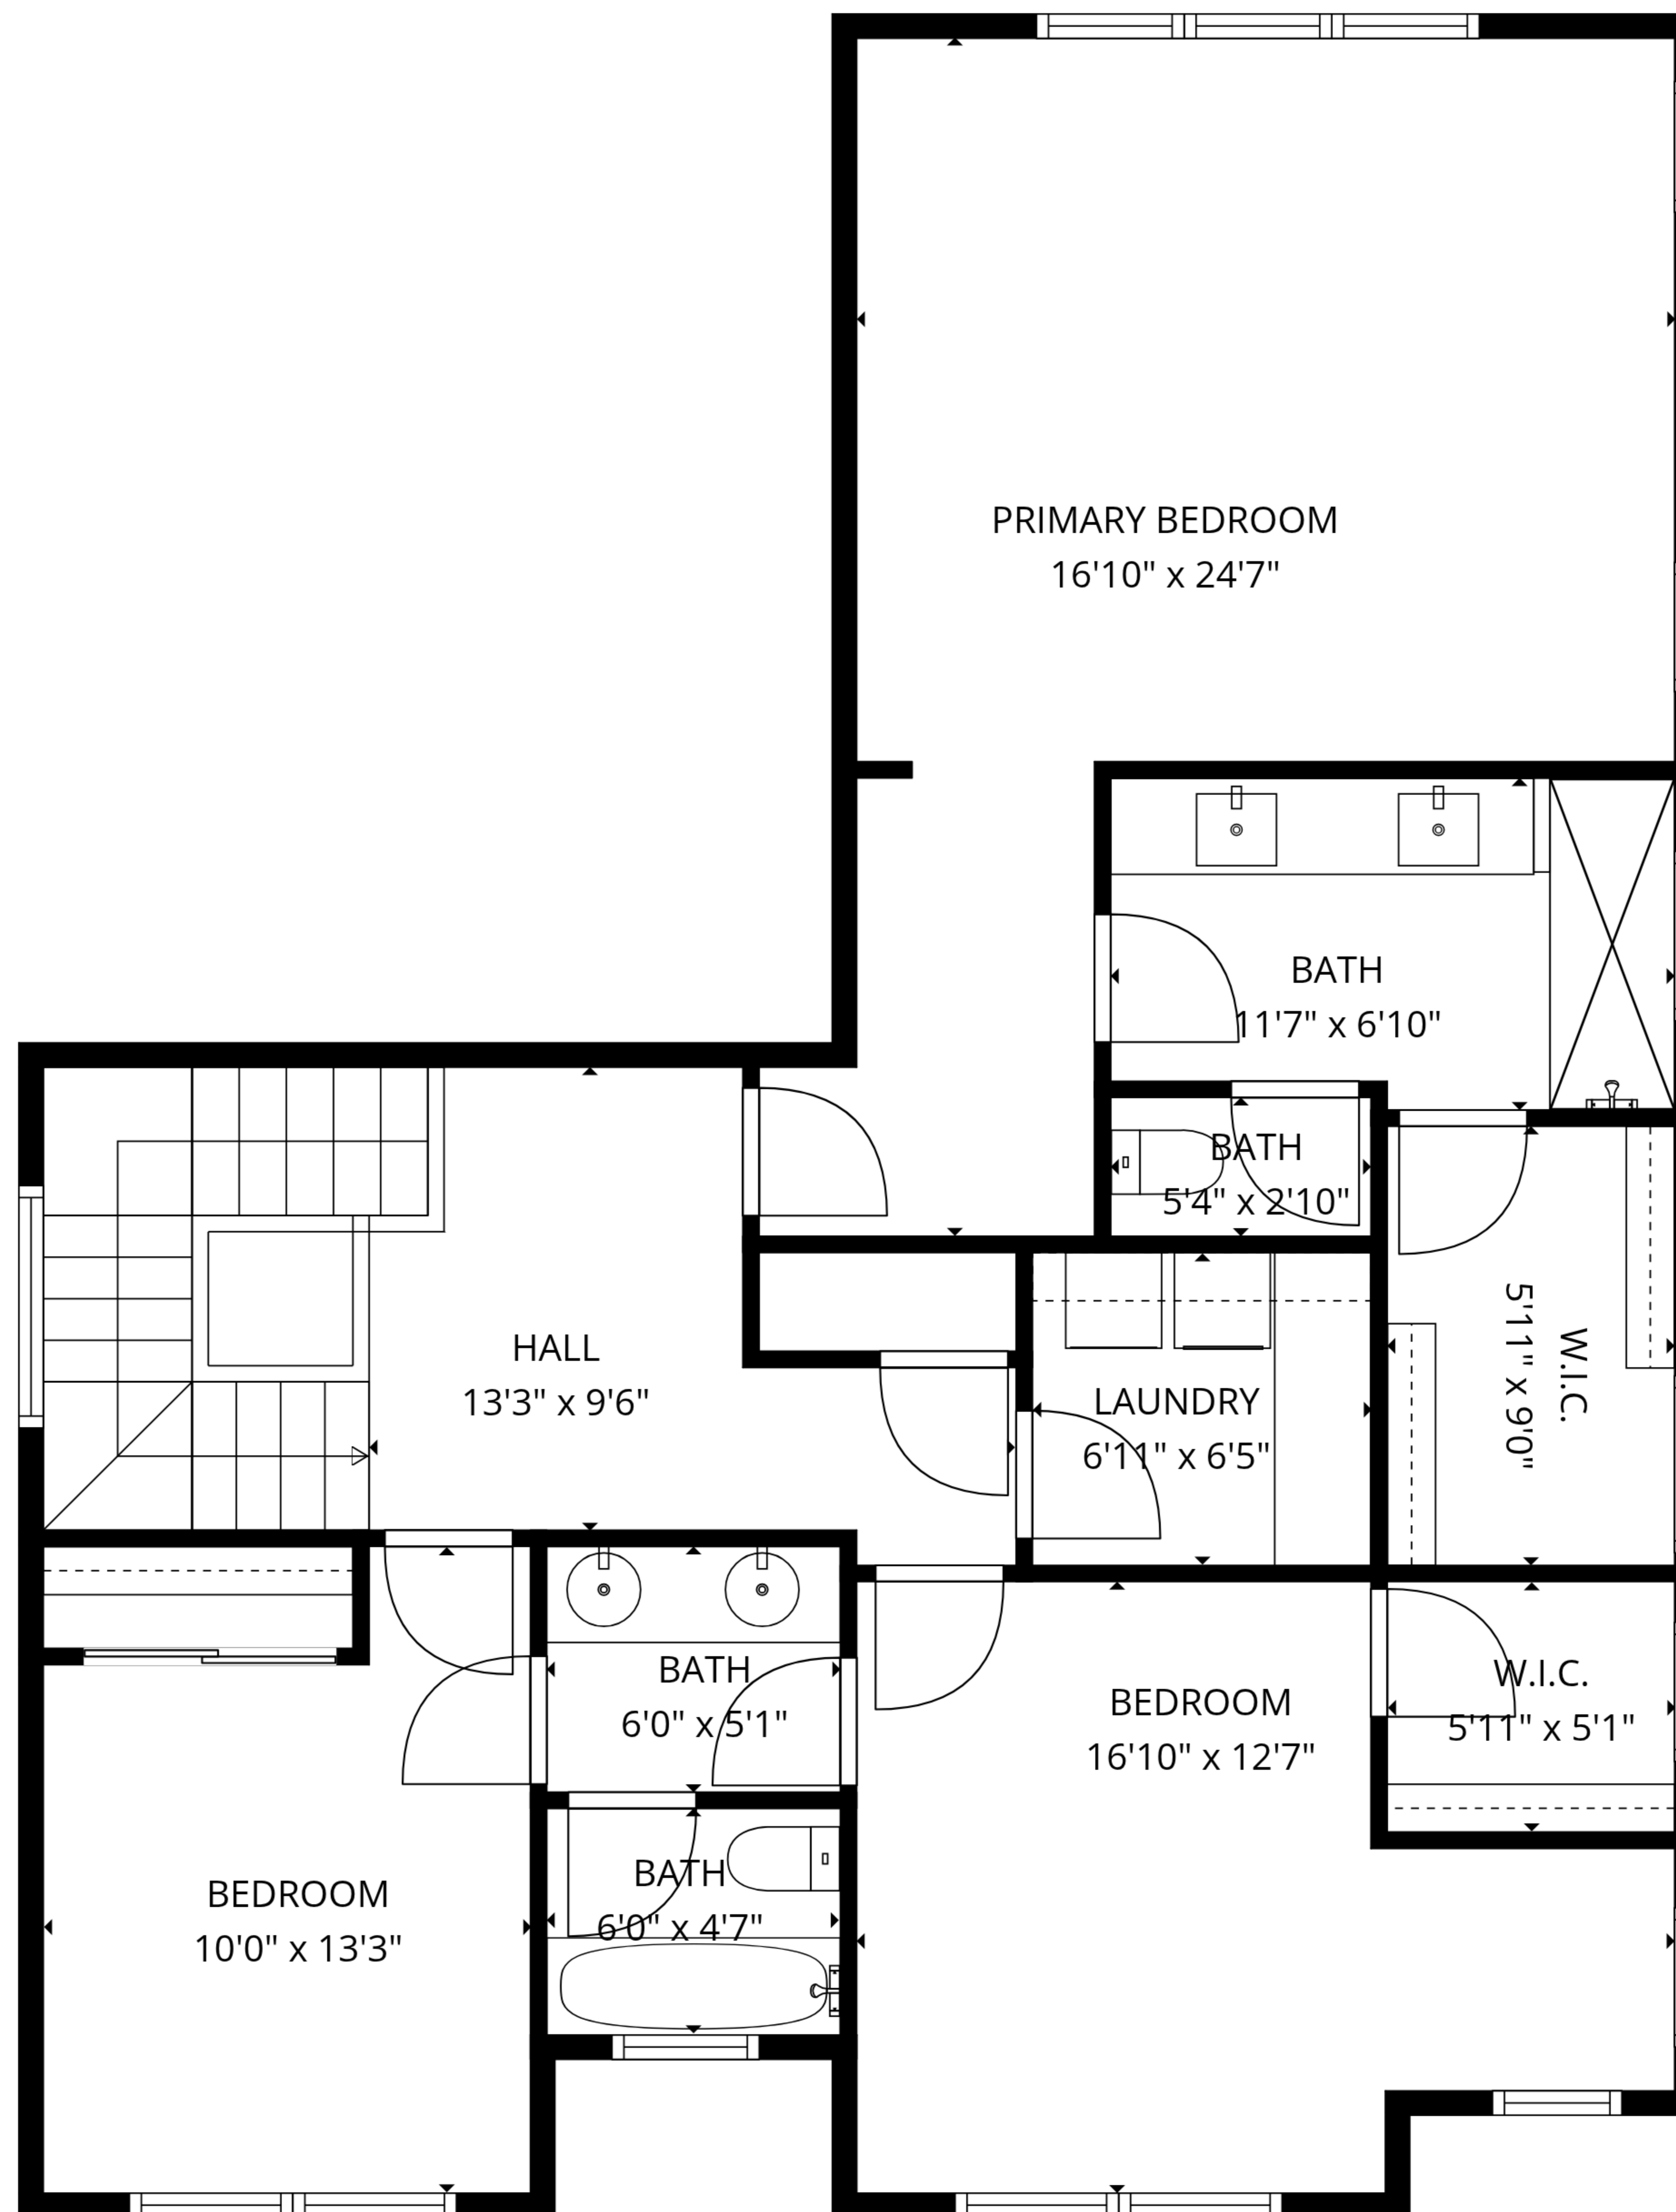 PRIMARY BEDROOM
16'10" x 24'7"
BATH
11'7" x 6'10"
BATH
5'4" x 2'10"
HALL
13'3" x 9'6"
LAUNDRY
6'11" x 6'5"
W.I.C.
5'11" x 9'0"
BATH
6'0" x 5'1"
BEDROOM
16'10" x 12'7"
W.I.C.
5'11" x 5'1"
BEDROOM
10'0" x 13'3"
BATH
6'0" x 4'7"